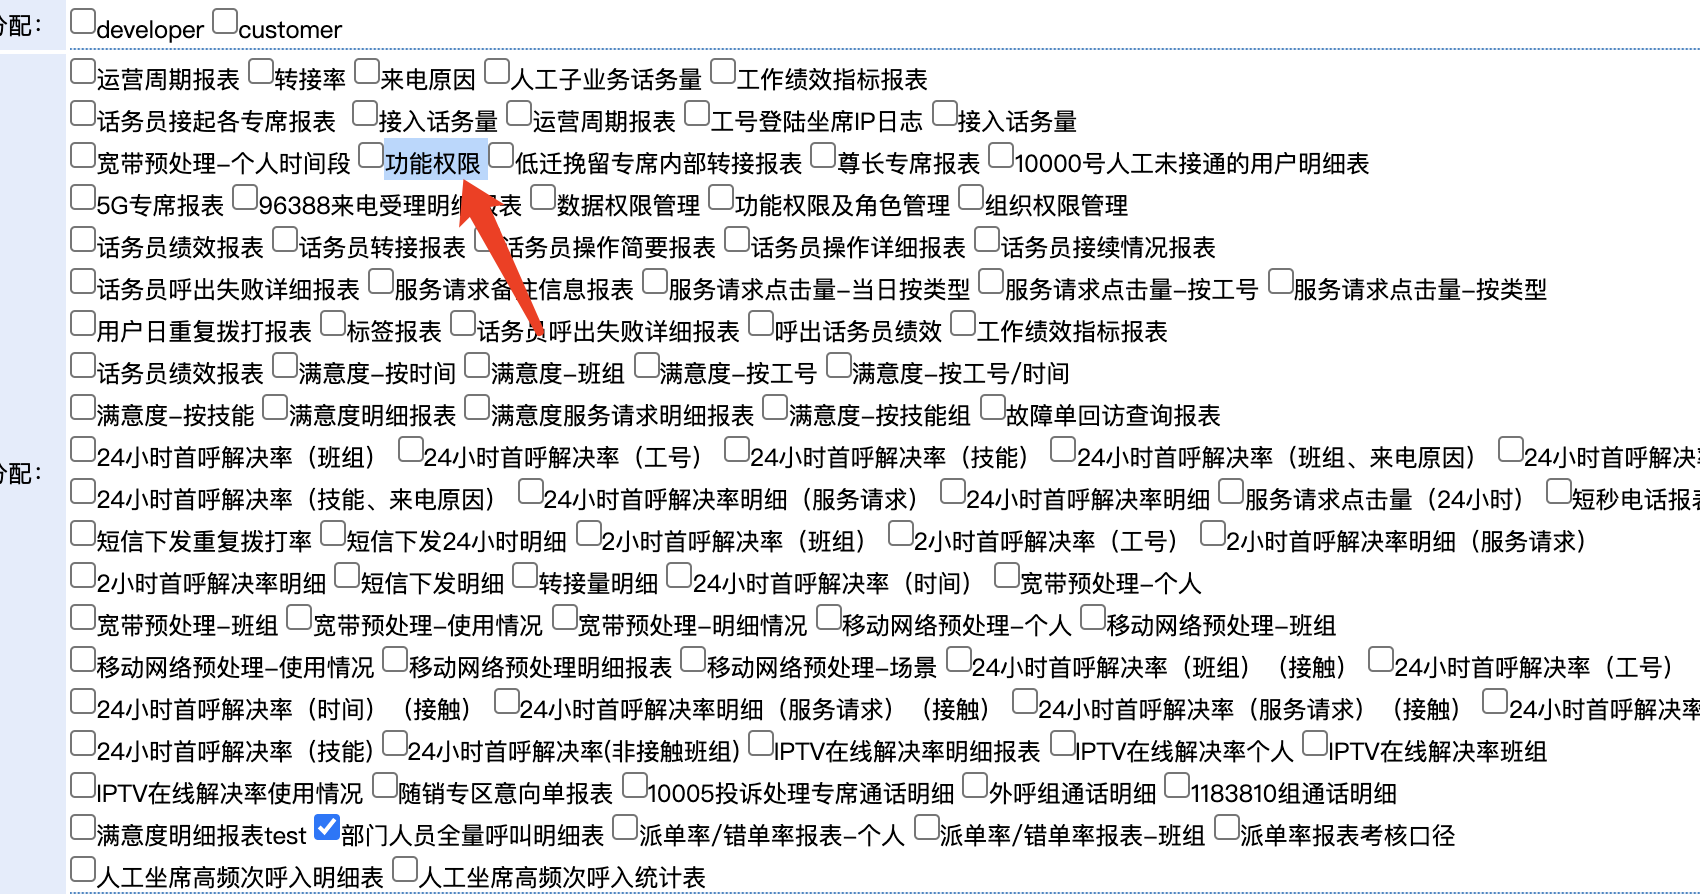 分配：
developer customer
运营周期报表 转接率 来电原因 人工子业务话务量 工作绩效指标报表
话务员接起各专席报表 接入话务量 运营周期报表 工号登陆坐席IP日志 接入话务量
宽带预处理-个人时间段 功能权限 低迁挽留专席内部转接报表 尊长专席报表 10000号人工未接通的用户明细表
5G专席报表 96388来电受理明细报表 数据权限管理 功能权限及角色管理 组织权限管理
话务员绩效报表 话务员转接报表 话务员操作简要报表 话务员操作详细报表 话务员接续情况报表
话务员呼出失败详细报表 服务请求备注信息报表 服务请求点击量-当日按类型 服务请求点击量-按工号 服务请求点击量-按类型
用户日重复拨打报表 标签报表 话务员呼出失败详细报表 呼出话务员绩效 工作绩效指标报表
话务员绩效报表 满意度-按时间 满意度-班组 满意度-按工号 满意度-按工号/时间
满意度-按技能 满意度明细报表 满意度服务请求明细报表 满意度-按技能组 故障单回访查询报表
分配：
24小时首呼解决率（班组） 24小时首呼解决率（工号） 24小时首呼解决率（技能） 24小时首呼解决率（班组、来电原因） 24小时首呼解决
24小时首呼解决率（技能、来电原因） 24小时首呼解决率明细（服务请求） 24小时首呼解决率明细 服务请求点击量（24小时） 短秒电话报表
短信下发重复拨打率 短信下发24小时明细 2小时首呼解决率（班组） 2小时首呼解决率（工号） 2小时首呼解决率明细（服务请求）
2小时首呼解决率明细 短信下发明细 转接量明细 24小时首呼解决率（时间） 宽带预处理-个人
宽带预处理-班组 宽带预处理-使用情况 宽带预处理-明细情况 移动网络预处理-个人 移动网络预处理-班组
移动网络预处理-使用情况 移动网络预处理明细报表 移动网络预处理-场景 24小时首呼解决率（班组）（接触） 24小时首呼解决率（工号）
24小时首呼解决率（时间）（接触） 24小时首呼解决率明细（服务请求）（接触） 24小时首呼解决率（服务请求）（接触） 24小时首呼解决率
24小时首呼解决率（技能) 24小时首呼解决率(非接触班组) IPTV在线解决率明细报表 IPTV在线解决率个人 IPTV在线解决率班组
IPTV在线解决率使用情况 随销专区意向单报表 10005投诉处理专席通话明细 外呼组通话明细 1183810组通话明细
满意度明细报表test 部门人员全量呼叫明细表 派单率/错单率报表-个人 派单率/错单率报表-班组 派单率报表考核口径
人工坐席高频次呼入明细表 人工坐席高频次呼入统计表